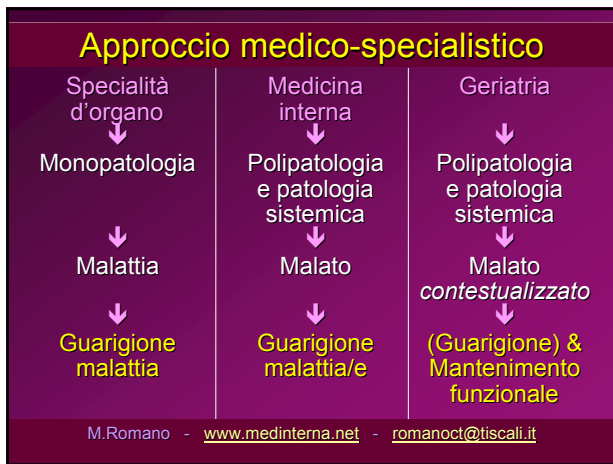 Approccio medico-specialistico
Specialità
d'organo
Monopatologia
Malattia
Guarigione
malattia
Medicina
interna
Polipatologia
e patologia
sistemica
Malato
Guarigione
malattia/e
Geriatria
Polipatologia
e patologia
sistemica
Malato
contestualizzato
(Guarigione) &
Mantenimento
funzionale
M.Romano - www.medinterna.net - romanoct@tiscali.it